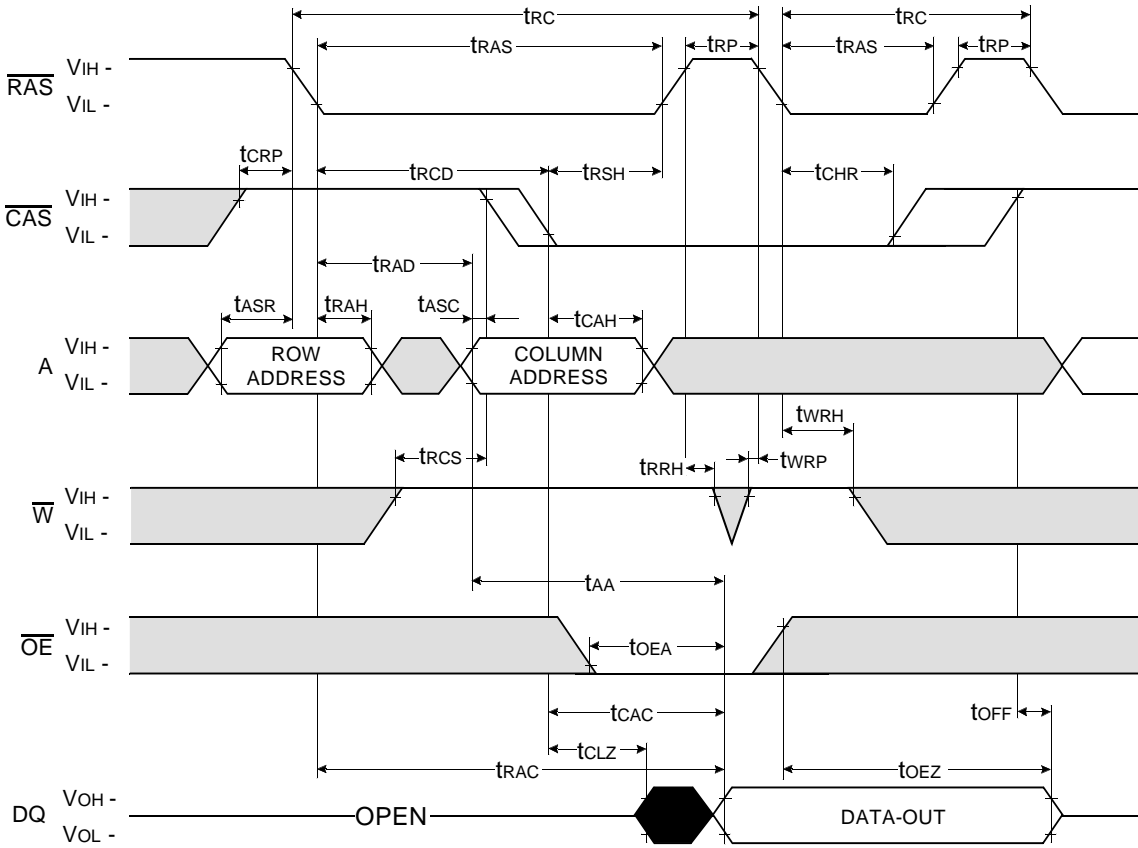 tRC tRC
tRAS tRP tRAS tRP
RAS VIH -
VIL -
tCRP tRCD tRSH tCHR
CAS VIH -
VIL -
tRAD
tASR tRAH tASC tCAH
A VIH -
VIL -
ROW
ADDRESS
COLUMN
ADDRESS
tWRH
tRCS tRRH tWRP
W VIH -
VIL -
tAA
OE VIH -
VIL -
tOEA
tCAC tOFF
tCLZ
tRAC tOEZ
DQ VOH -
VOL -
OPEN DATA-OUT